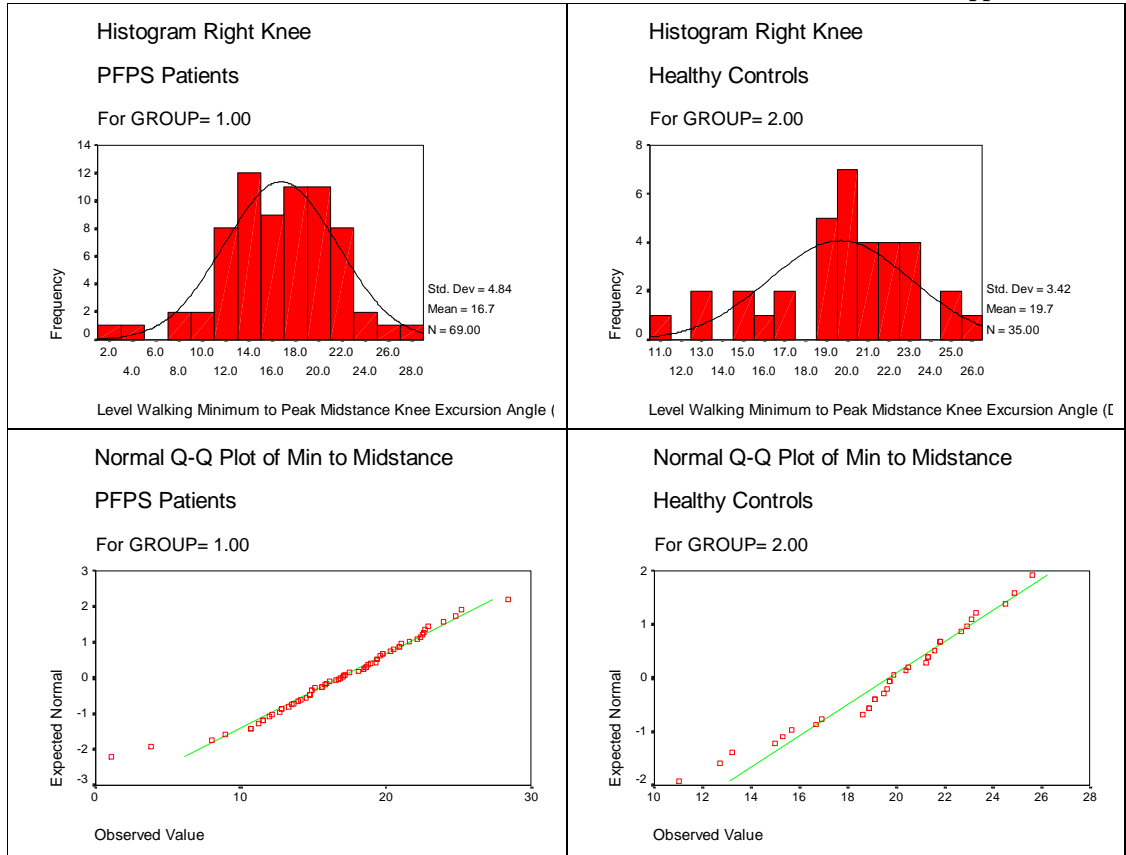 Histogram Right Knee
PFPS Patients
For GROUP= 1.00
14
12
10
8
6
4
2
0
Frequency
2.0 6.0 10.0 14.0 18.0 22.0 26.0
4.0 8.0 12.0 16.0 20.0 24.0 28.0
Std. Dev = 4.84
Mean = 16.7
N = 69.00
Level Walking Minimum to Peak Midstance Knee Excursion Angle (
Histogram Right Knee
Healthy Controls
For GROUP= 2.00
8
6
4
2
0
Frequency
11.0 13.0 15.0 17.0 19.0 21.0 23.0 25.0
12.0 14.0 16.0 18.0 20.0 22.0 24.0 26.0
Std. Dev = 3.42
Mean = 19.7
N = 35.00
Level Walking Minimum to Peak Midstance Knee Excursion Angle (D
Normal Q-Q Plot of Min to Midstance
PFPS Patients
For GROUP= 1.00
3
2
1
0
-1
-2
-3
Expected Normal
0 10 20 30
Observed Value
Normal Q-Q Plot of Min to Midstance
Healthy Controls
For GROUP= 2.00
2
1
0
-1
-2
Expected Normal
10 12 14 16 18 20 22 24 26 28
Observed Value